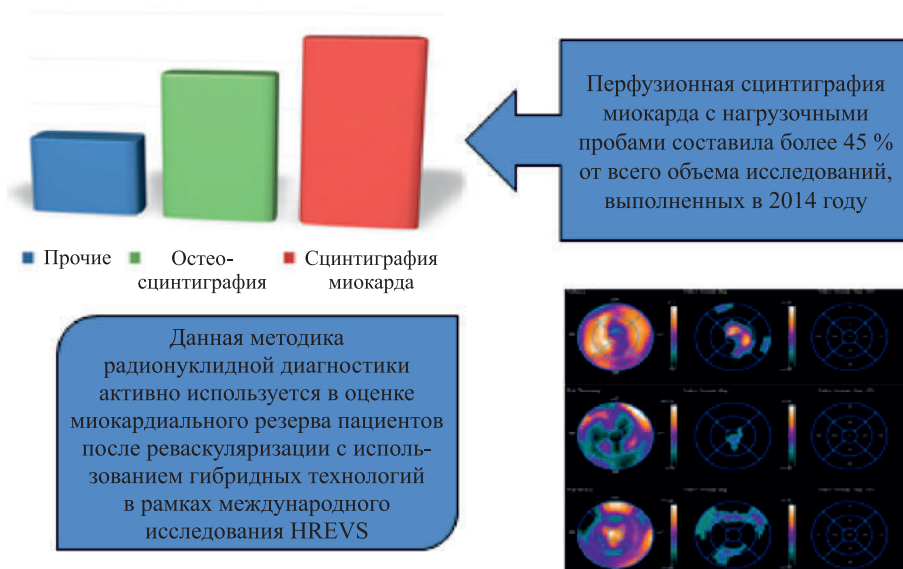 Перфузионная сцинтиграфия
миокарда с нагрузочными
пробами составила более 45 %
от всего объема исследований,
выполненных в 2014 году
Прочие
Остео-
сцинтиграфия
Сцинтиграфия
миокарда
Данная методика
радионуклидной диагностики
активно используется в оценке
миокардиального резерва пациентов
после реваскуляризации с исполь-
зованием гибридных технологий
в рамках международного
исследования HREVS